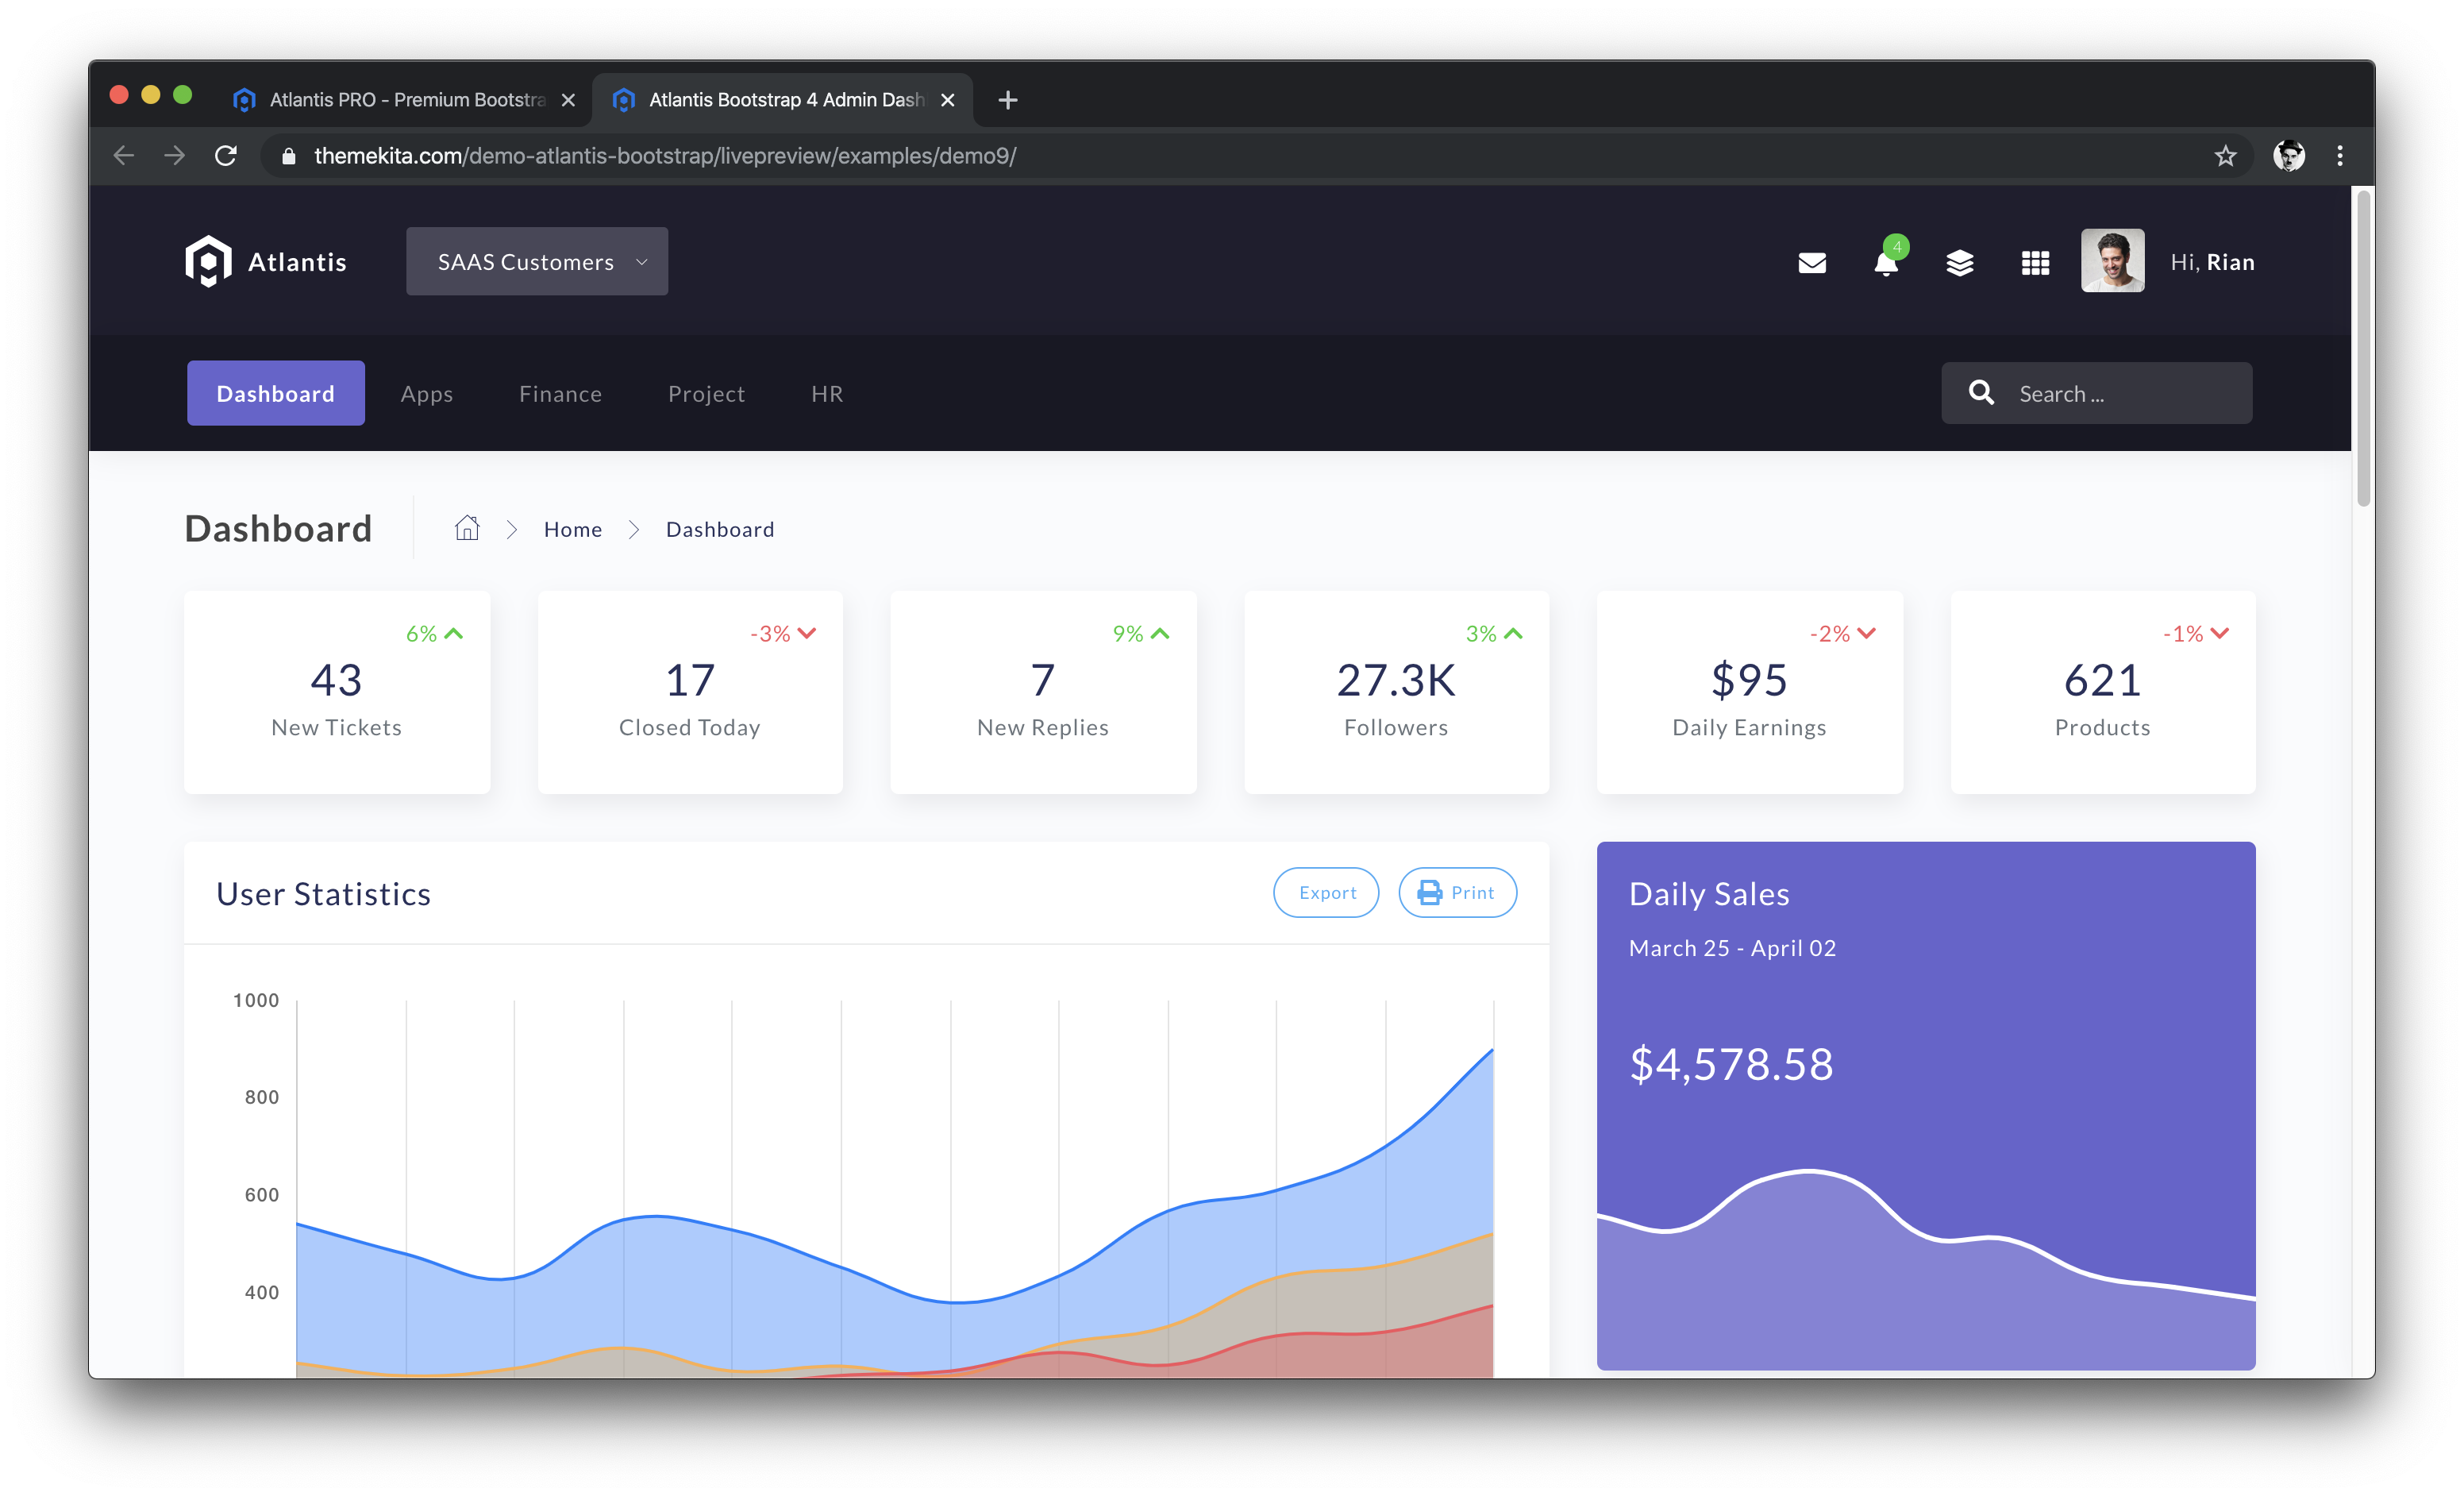 Atlantis PRO - Premium Bootstra
Atlantis Bootstrap 4 Admin Dash
themekita.com/demo-atlantis-bootstrap/livepreview/examples/demo9/
Atlantis
SAAS Customers
4
Hi, Rian
Dashboard
Apps
Finance
Project
HR
Search ...
Dashboard
Home
Dashboard
6%
43
New Tickets
-3%
17
Closed Today
9%
7
New Replies
3%
27.3K
Followers
-2%
$95
Daily Earnings
-1%
621
Products
User Statistics
Export
Print
1000
800
600
400
Daily Sales
March 25 - April 02
$4,578.58